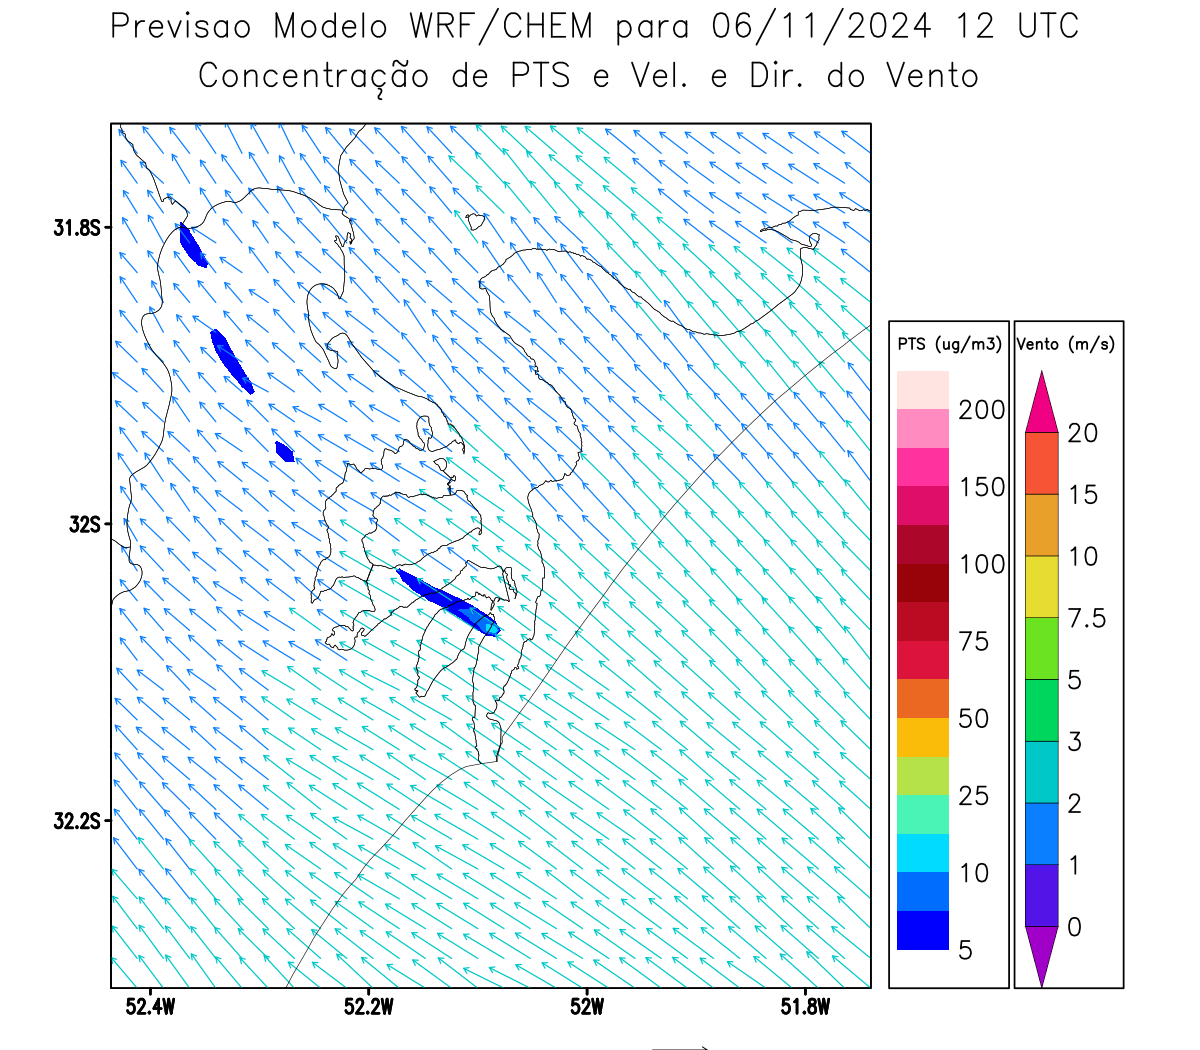 Previsao Modelo WRF/CHEM para 06/11/2024 12 UTC
Concentração de PTS e Vel. e Dir. do Vento
31.8S
32S
32.2S
52.4W 52.2W 52W 51.8W
PTS (ug/m3)
200
150
100
75
50
25
10
5
Vento (m/s)
20
15
10
7.5
5
3
2
1
0